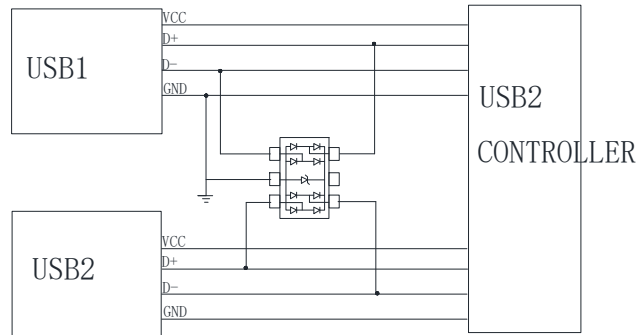 USB1
VCC
D+
D-
GND
USB2
CONTROLLER
USB2
VCC
D+
D-
GND